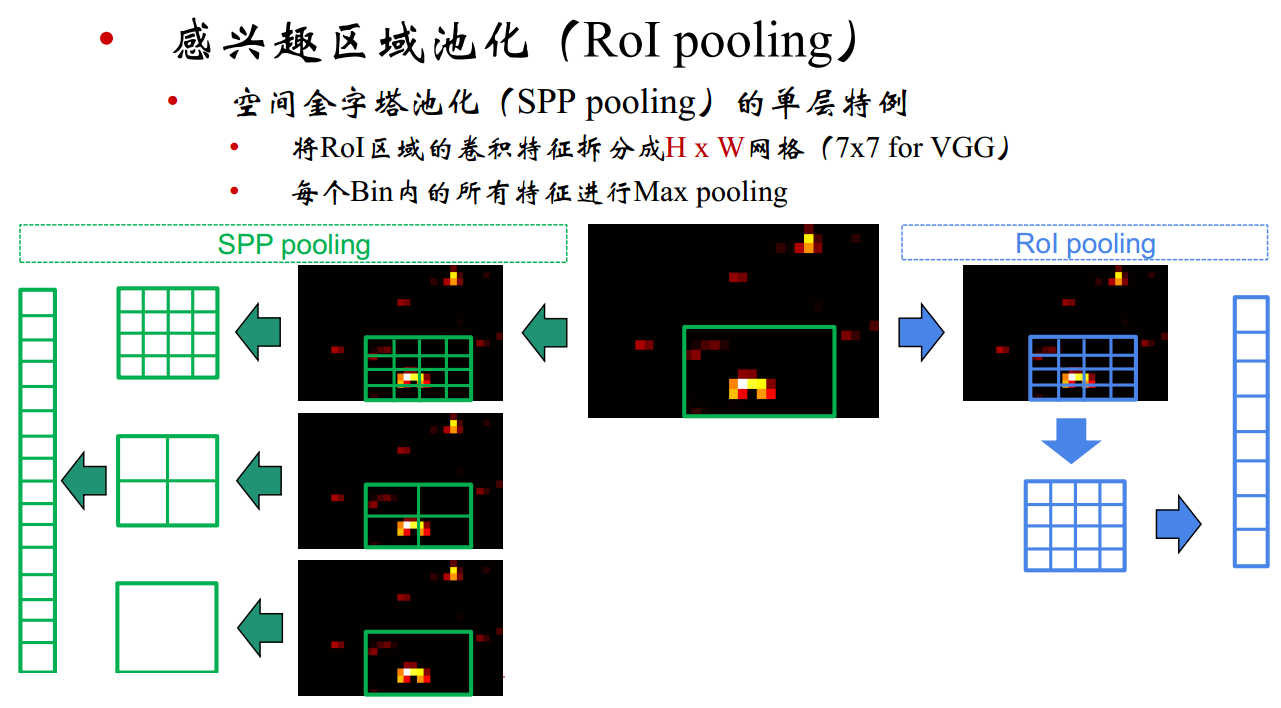 感兴趣区域池化（RoI pooling）
空间金字塔池化（SPP pooling）的单层特例
将RoI区域的卷积特征拆分成H x W网格（7x7 for VGG）
每个Bin内的所有特征进行Max pooling
SPP pooling
RoI pooling